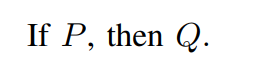 If P, then Q.